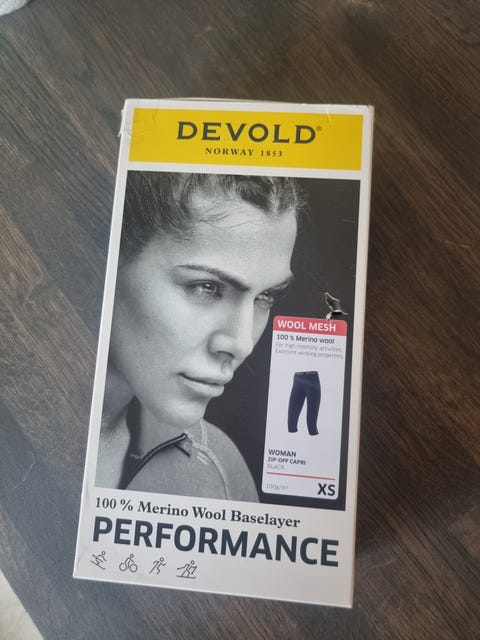 DEVOLD®
NORWAY 1853
WOOL MESH
100 % Merino wool
For high intensity activities.
Excellent wicking properties.
WOMAN
ZIP-OFF CAPRI
BLACK
190g/m²
XS
100 % Merino Wool Baselayer
PERFORMANCE